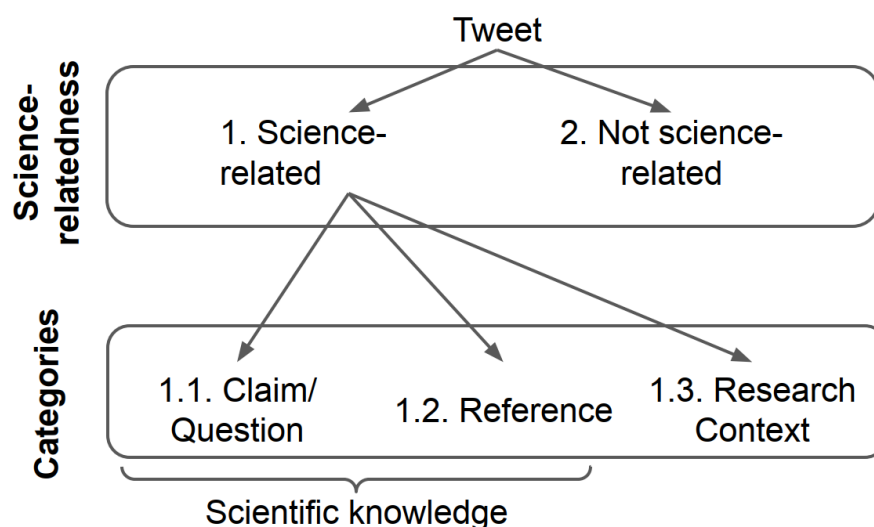 Tweet
Science-
relatedness
1. Science-
related
2. Not science-
related
Categories
1.1. Claim/
Question
1.2. Reference
1.3. Research
Context
Scientific knowledge